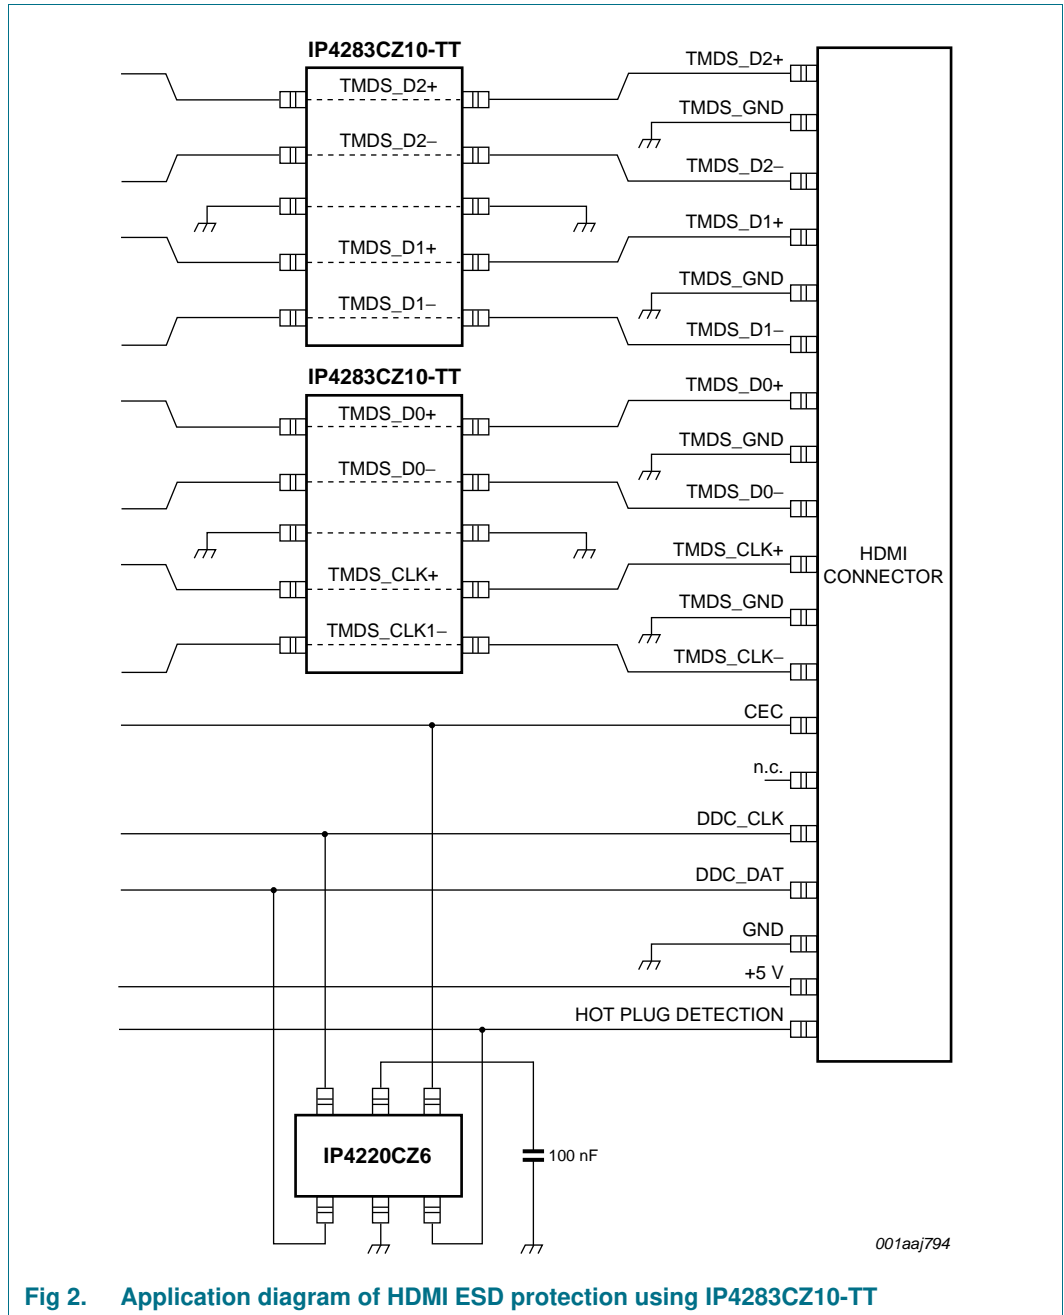 IP4283CZ10-TT
TMDS_D2+
TMDS_D2−
TMDS_D1+
TMDS_D1−
IP4283CZ10-TT
TMDS_D0+
TMDS_D0−
TMDS_CLK+
TMDS_CLK1−
TMDS_D2+
TMDS_GND
TMDS_D2−
TMDS_D1+
TMDS_GND
TMDS_D1−
TMDS_D0+
TMDS_GND
TMDS_D0−
TMDS_CLK+
TMDS_GND
TMDS_CLK−
CEC
n.c.
DDC_CLK
DDC_DAT
GND
+5 V
HOT PLUG DETECTION
HDMI
CONNECTOR
IP4220CZ6
100 nF
001aaj794
Fig 2. Application diagram of HDMI ESD protection using IP4283CZ10-TT